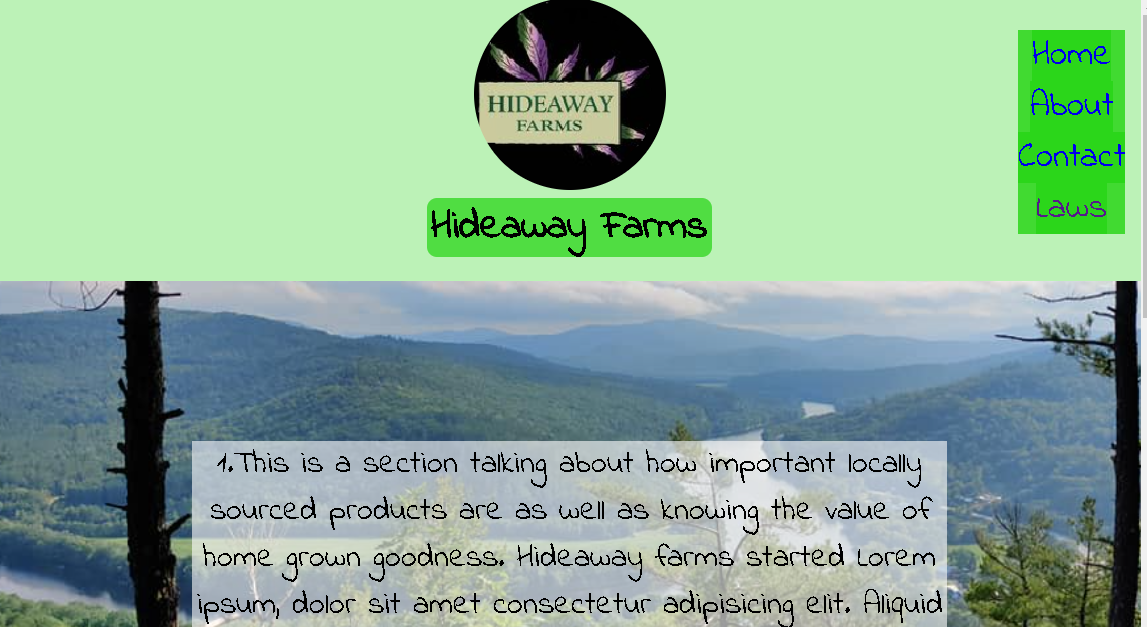 HIDEAWAY
FARMS
Hideaway Farms
Home
About
Contact
Laws
1.This is a section talking about how important locally
sourced products are as well as knowing the value of
home grown goodness. Hideaway farms started Lorem
ipsum, dolor sit amet consectetur adipisicing elit. Aliquid